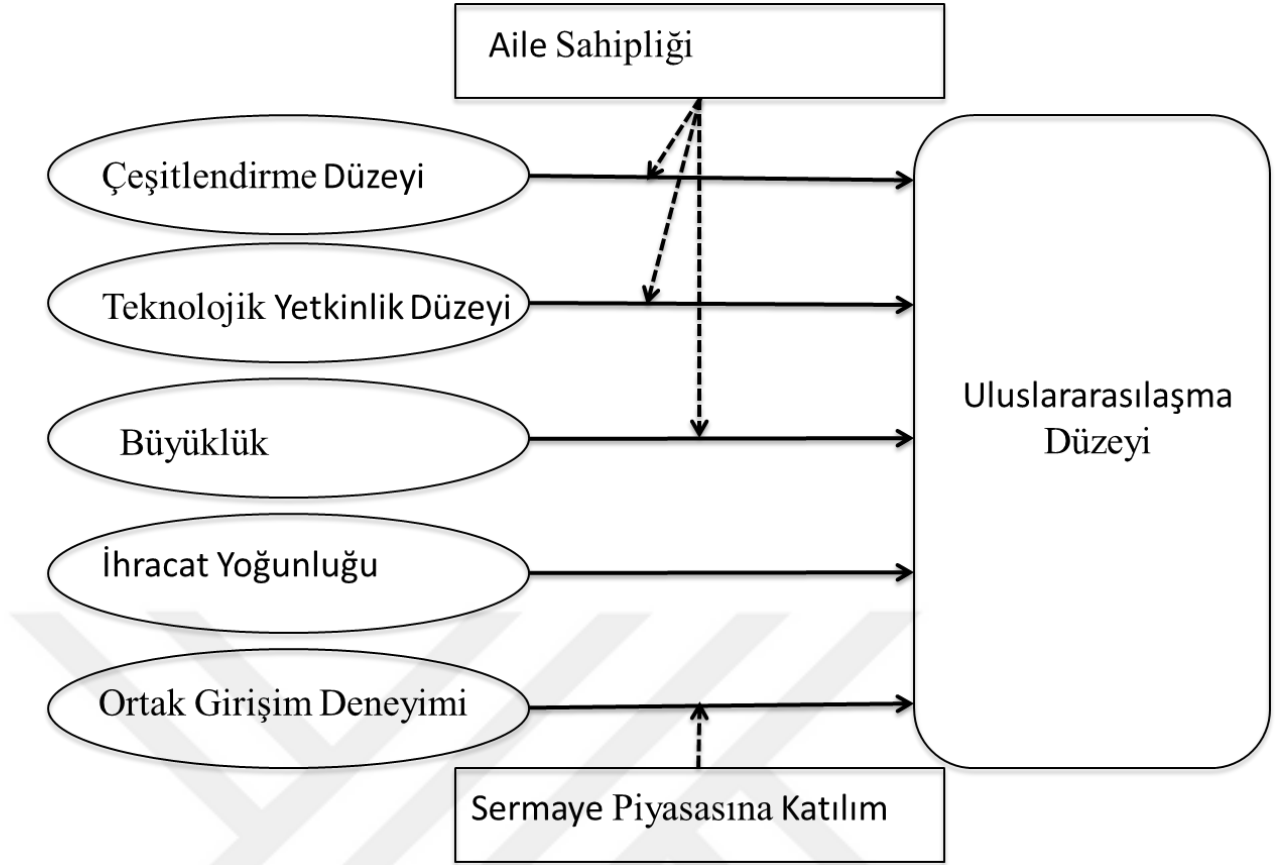 Aile Sahipliği
Çeşitlendirme Düzeyi
Teknolojik Yetkinlik Düzeyi
Büyüklük
İhracat Yoğunluğu
Ortak Girişim Deneyimi
Uluslararasılaşma
Düzeyi
Sermaye Piyasasına Katılım